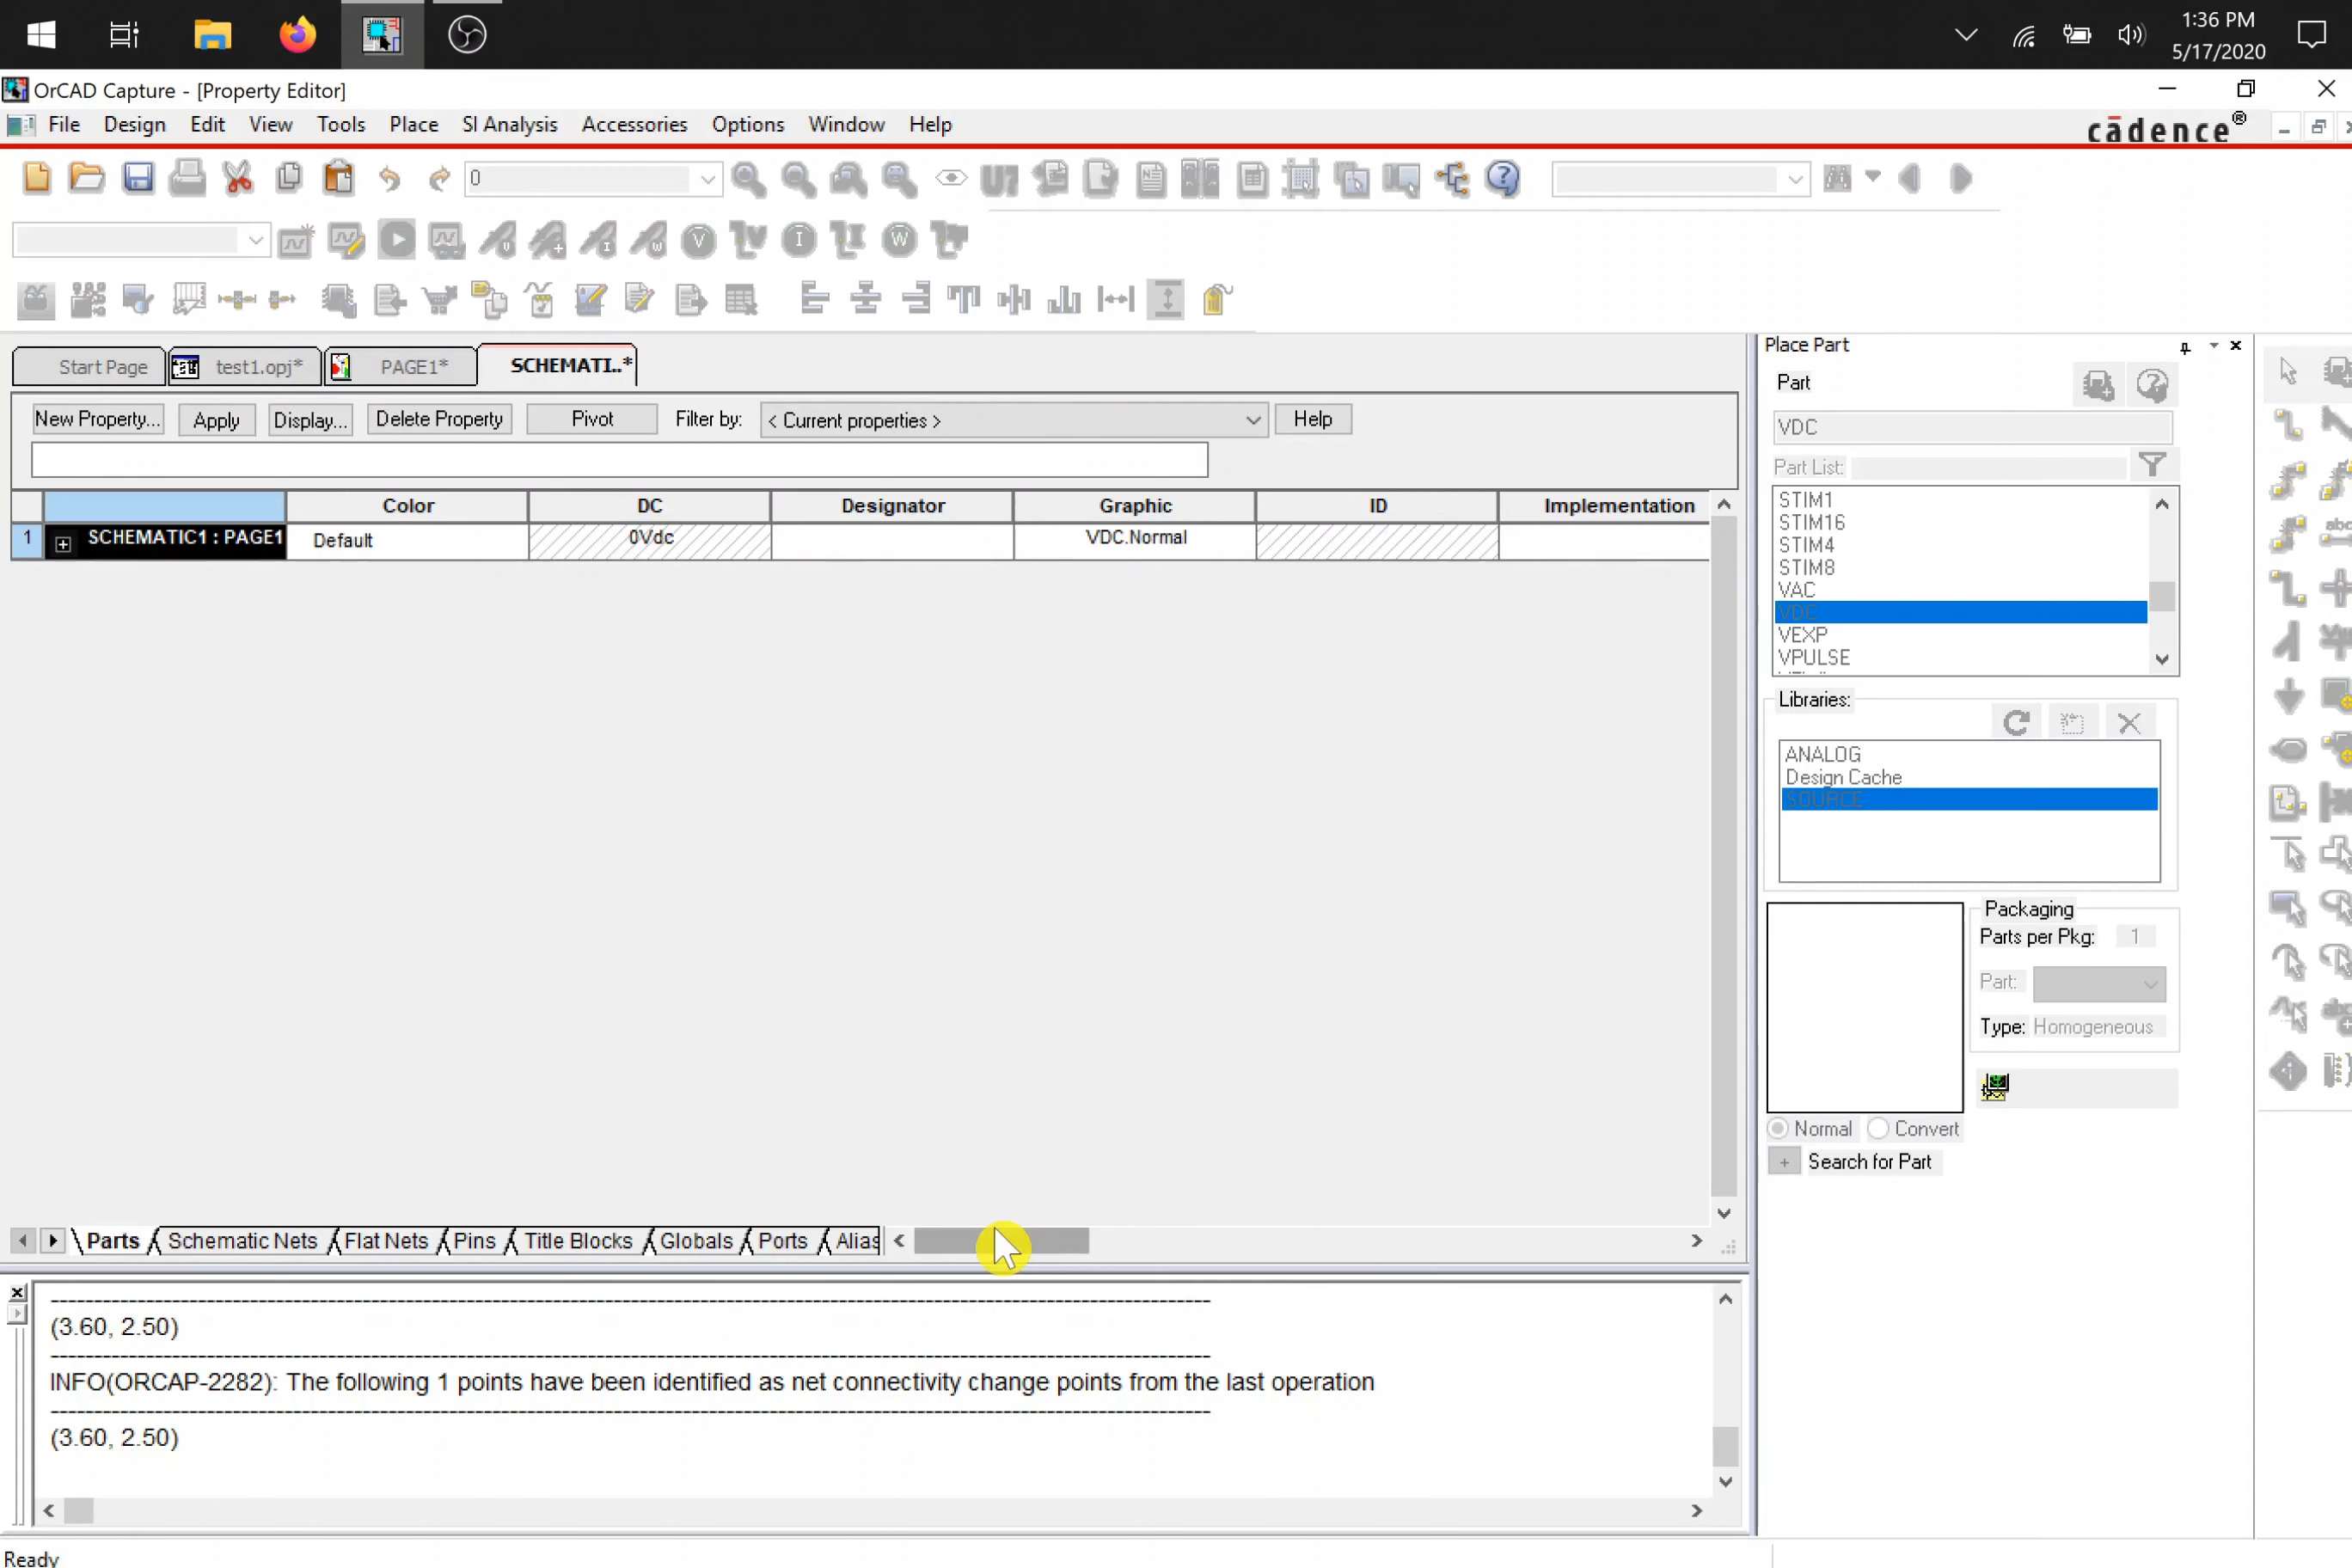 1:36 PM
5/17/2020
OrCAD Capture - [Property Editor]
File Design Edit View Tools Place SI Analysis Accessories Options Window Help
cādence®
0
U?
V I W
Start Page test1.opj* PAGE1* SCHEMATI..*
New Property... Apply Display... Delete Property Pivot Filter by: < Current properties > Help
Color DC Designator Graphic ID Implementation
1 SCHEMATIC1 : PAGE1 Default 0Vdc VDC.Normal
Parts Schematic Nets Flat Nets Pins Title Blocks Globals Ports Alias
(3.60, 2.50)
INFO(ORCAP-2282): The following 1 points have been identified as net connectivity change points from the last operation
(3.60, 2.50)
Ready
Place Part
Part
VDC
Part List:
STIM1
STIM16
STIM4
STIM8
VAC
VDC
VEXP
VPULSE
Libraries:
ANALOG
Design Cache
SOURCE
Packaging
Parts per Pkg: 1
Part:
Type: Homogeneous
Normal Convert
+ Search for Part